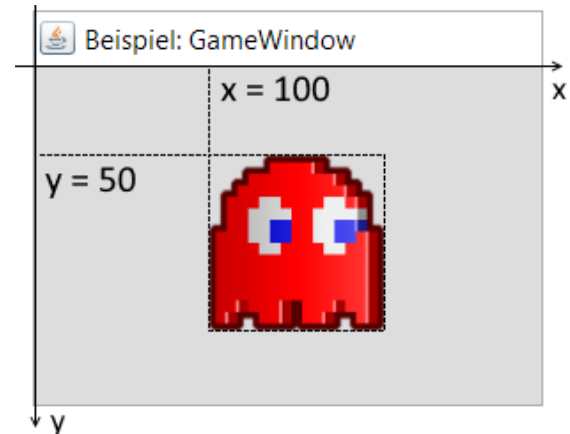 Beispiel: GameWindow
x = 100
x
y = 50
y